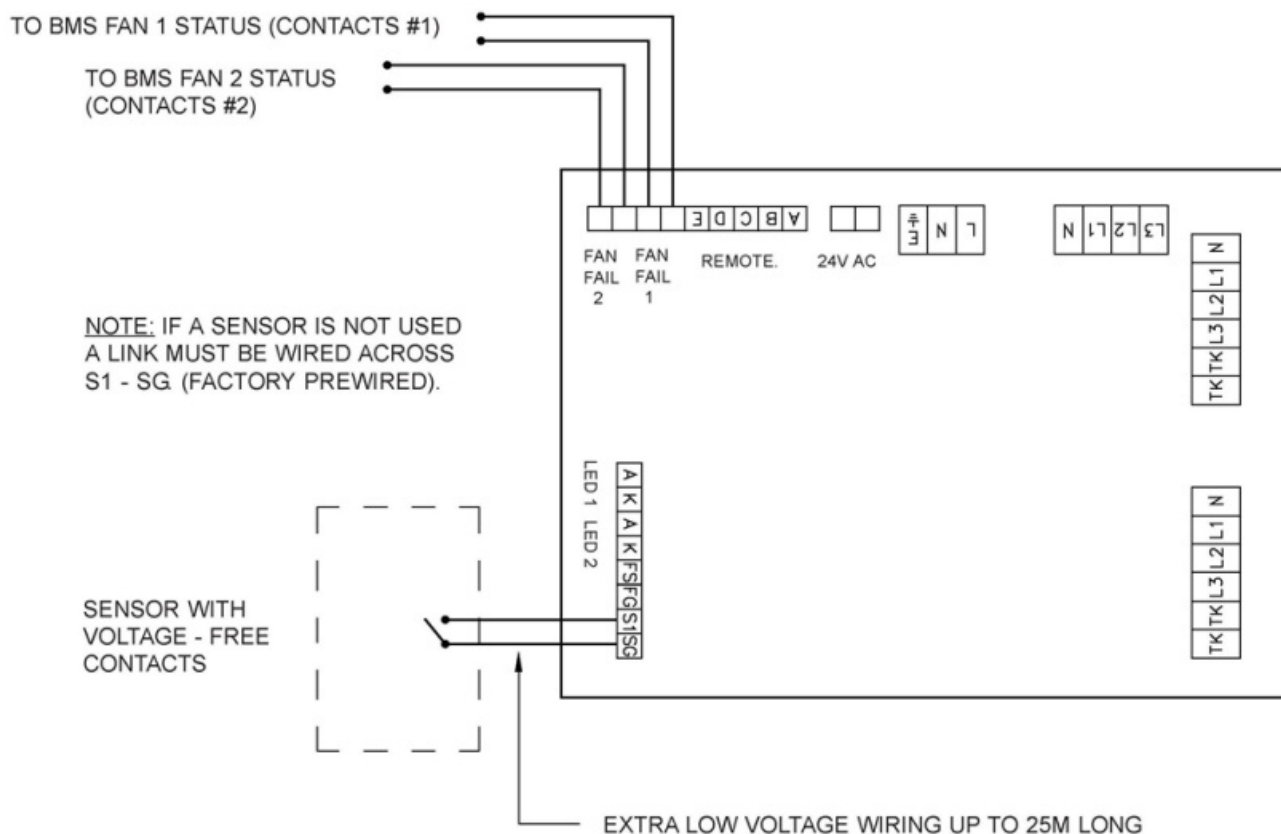 TO BMS FAN 1 STATUS (CONTACTS #1)
TO BMS FAN 2 STATUS
(CONTACTS #2)
E D C B A
E N L
N L1 L2 L3
FAN
FAIL
2
FAN
FAIL
1
REMOTE.
24V AC
N
L1
L2
L3
TK
TK
NOTE: IF A SENSOR IS NOT USED
A LINK MUST BE WIRED ACROSS
S1 - SG (FACTORY PREWIRED).
LED 1
LED 2
A
K
A
K
FS
FG
S1
SG
N
L1
L2
L3
TK
TK
SENSOR WITH
VOLTAGE - FREE
CONTACTS
EXTRA LOW VOLTAGE WIRING UP TO 25M LONG